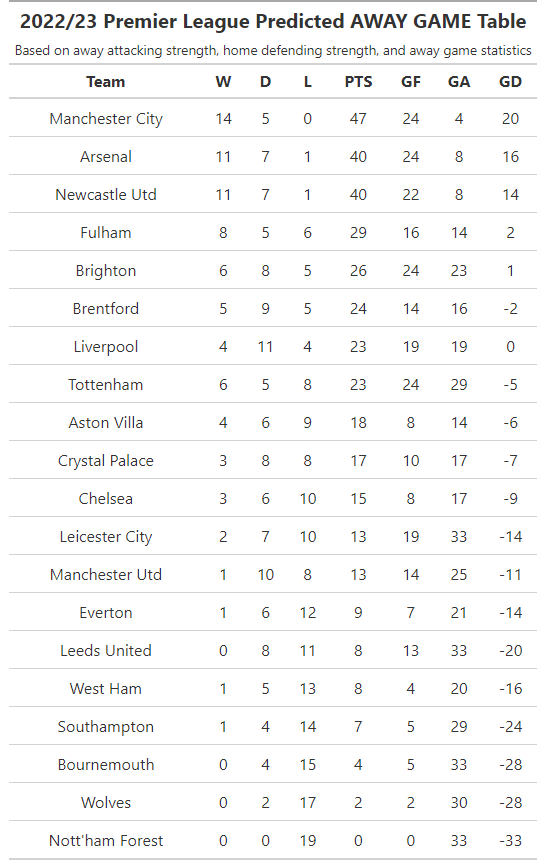 2022/23 Premier League Predicted AWAY GAME Table
Based on away attacking strength, home defending strength, and away game statistics
Team W D L PTS GF GA GD
Manchester City 14 5 0 47 24 4 20
Arsenal 11 7 1 40 24 8 16
Newcastle Utd 11 7 1 40 22 8 14
Fulham 8 5 6 29 16 14 2
Brighton 6 8 5 26 24 23 1
Brentford 5 9 5 24 14 16 -2
Liverpool 4 11 4 23 19 19 0
Tottenham 6 5 8 23 24 29 -5
Aston Villa 4 6 9 18 8 14 -6
Crystal Palace 3 8 8 17 10 17 -7
Chelsea 3 6 10 15 8 17 -9
Leicester City 2 7 10 13 19 33 -14
Manchester Utd 1 10 8 13 14 25 -11
Everton 1 6 12 9 7 21 -14
Leeds United 0 8 11 8 13 33 -20
West Ham 1 5 13 8 4 20 -16
Southampton 1 4 14 7 5 29 -24
Bournemouth 0 4 15 4 5 33 -28
Wolves 0 2 17 2 2 30 -28
Nott'ham Forest 0 0 19 0 0 33 -33